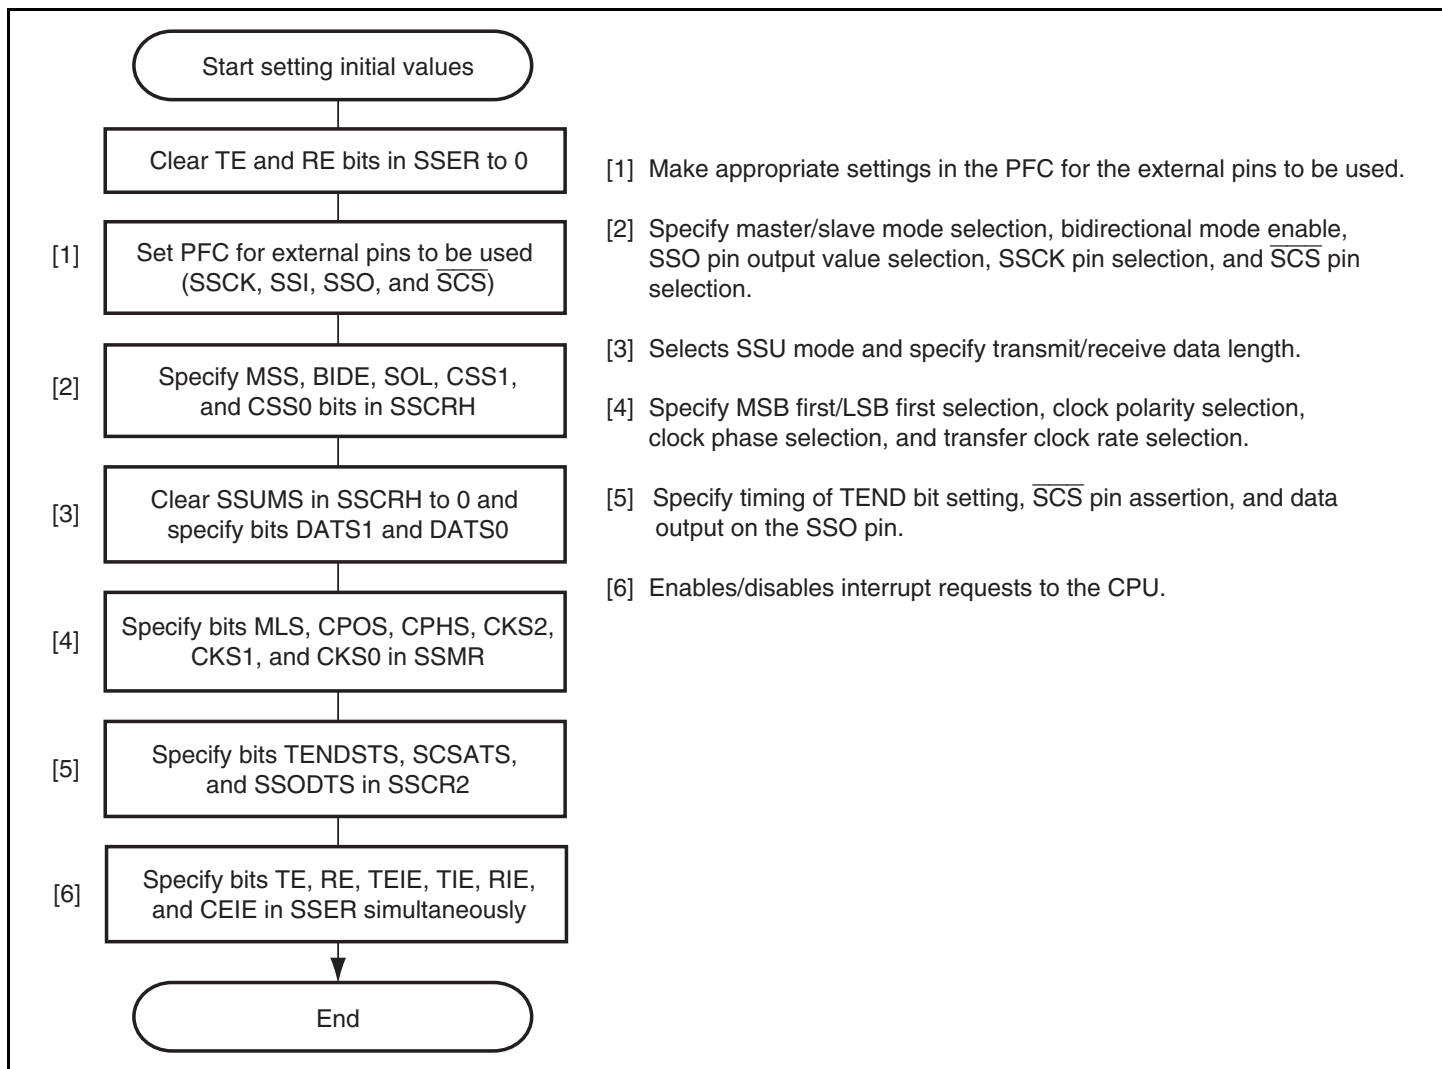 Start setting initial values
Clear TE and RE bits in SSER to 0
[1]
Set PFC for external pins to be used
(SSCK, SSI, SSO, and S̅C̅S̅)
[2]
Specify MSS, BIDE, SOL, CSS1,
and CSS0 bits in SSCRH
[3]
Clear SSUMS in SSCRH to 0 and
specify bits DATS1 and DATS0
[4]
Specify bits MLS, CPOS, CPHS, CKS2,
CKS1, and CKS0 in SSMR
[5]
Specify bits TENDSTS, SCSATS,
and SSODTS in SSCR2
[6]
Specify bits TE, RE, TEIE, TIE, RIE,
and CEIE in SSER simultaneously
End
[1] Make appropriate settings in the PFC for the external pins to be used.
[2] Specify master/slave mode selection, bidirectional mode enable,
SSO pin output value selection, SSCK pin selection, and S̅C̅S̅ pin
selection.
[3] Selects SSU mode and specify transmit/receive data length.
[4] Specify MSB first/LSB first selection, clock polarity selection,
clock phase selection, and transfer clock rate selection.
[5] Specify timing of TEND bit setting, S̅C̅S̅ pin assertion, and data
output on the SSO pin.
[6] Enables/disables interrupt requests to the CPU.